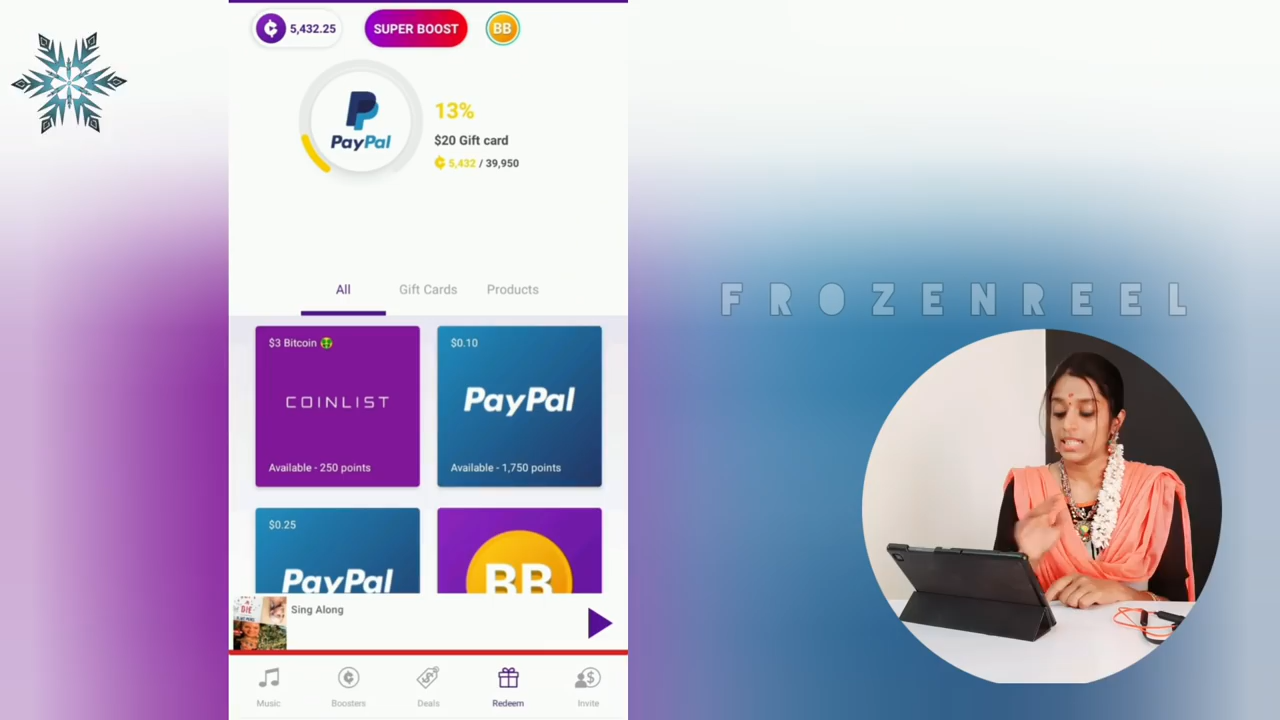 5,432.25
SUPER BOOST
BB
PayPal
13%
$20 Gift card
5,432 / 39,950
All
Gift Cards
Products
$3 Bitcoin
COINLIST
Available - 250 points
$0.10
PayPal
Available - 1,750 points
$0.25
PayPal
BB
Sing Along
Music
Boosters
Deals
Redeem
Invite
FROZENREEL